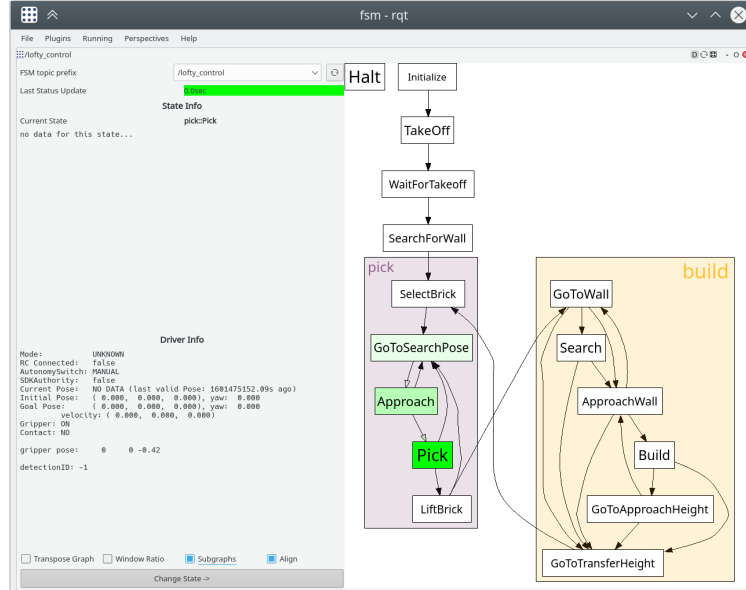 fsm - rqt
File Plugins Running Perspectives Help
/lofty_control
D
- O
FSM topic prefix
/lofty_control
Last Status Update
0.0sec
State Info
Current State
pick::Pick
no data for this state...
Driver Info
Mode: UNKNOWN
RC Connected: false
AutonomySwitch: MANUAL
SDKAuthority: false
Current Pose: NO DATA (last valid Pose: 1601475152.09s ago)
Initial Pose: ( 0.000, 0.000, 0.000), yaw: 0.000
Goal Pose: ( 0.000, 0.000, 0.000), yaw: 0.000
velocity: ( 0.000, 0.000, 0.000)
Gripper: ON
Contact: NO
gripper pose: 0 0 -0.42
detectionID: -1
Transpose Graph
Window Ratio
Subgraphs
Align
Change State ->
Halt
Initialize
TakeOff
WaitForTakeoff
SearchForWall
pick
SelectBrick
GoToSearchPose
Approach
Pick
LiftBrick
build
GoToWall
Search
ApproachWall
Build
GoToApproachHeight
GoToTransferHeight